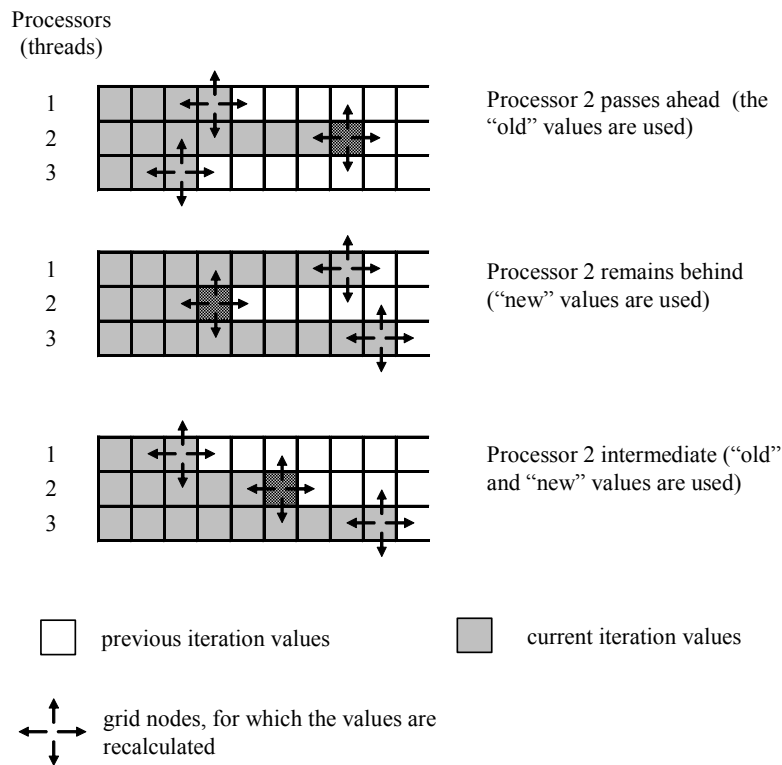 Processors
(threads)
1
2
3
Processor 2 passes ahead (the
“old” values are used)
1
2
3
Processor 2 remains behind
(“new” values are used)
1
2
3
Processor 2 intermediate (“old”
and “new” values are used)
previous iteration values
current iteration values
grid nodes, for which the values are
recalculated